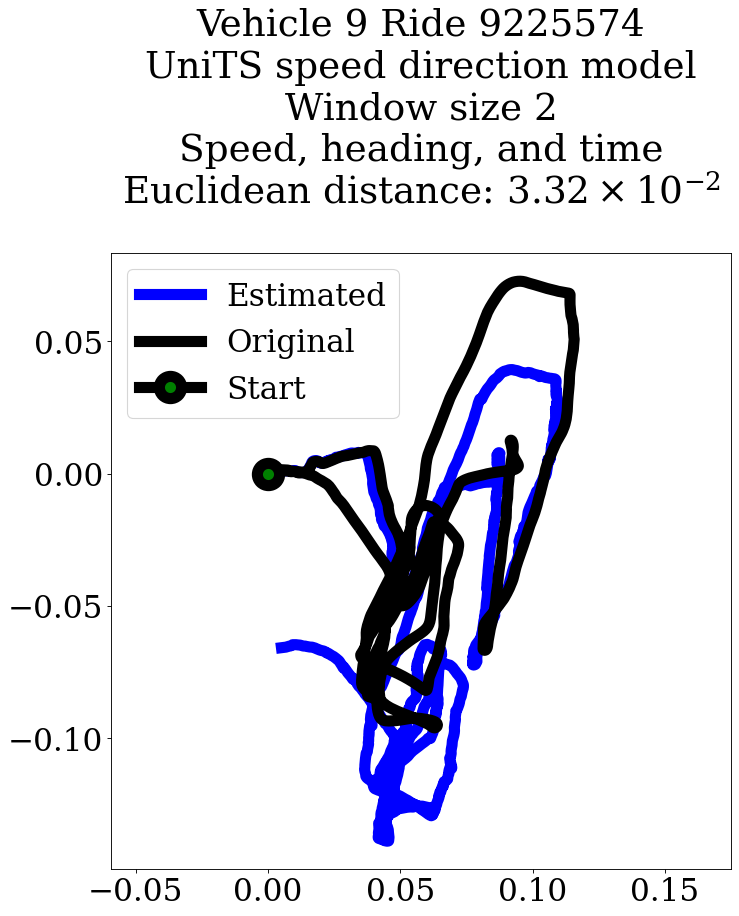 Vehicle 9 Ride 9225574
UniTS speed direction model
Window size 2
Speed, heading, and time
Euclidean distance: 3.32 × 10⁻²
Estimated
Original
Start
0.05
0.00
−0.05
−0.10
−0.05 0.00 0.05 0.10 0.15